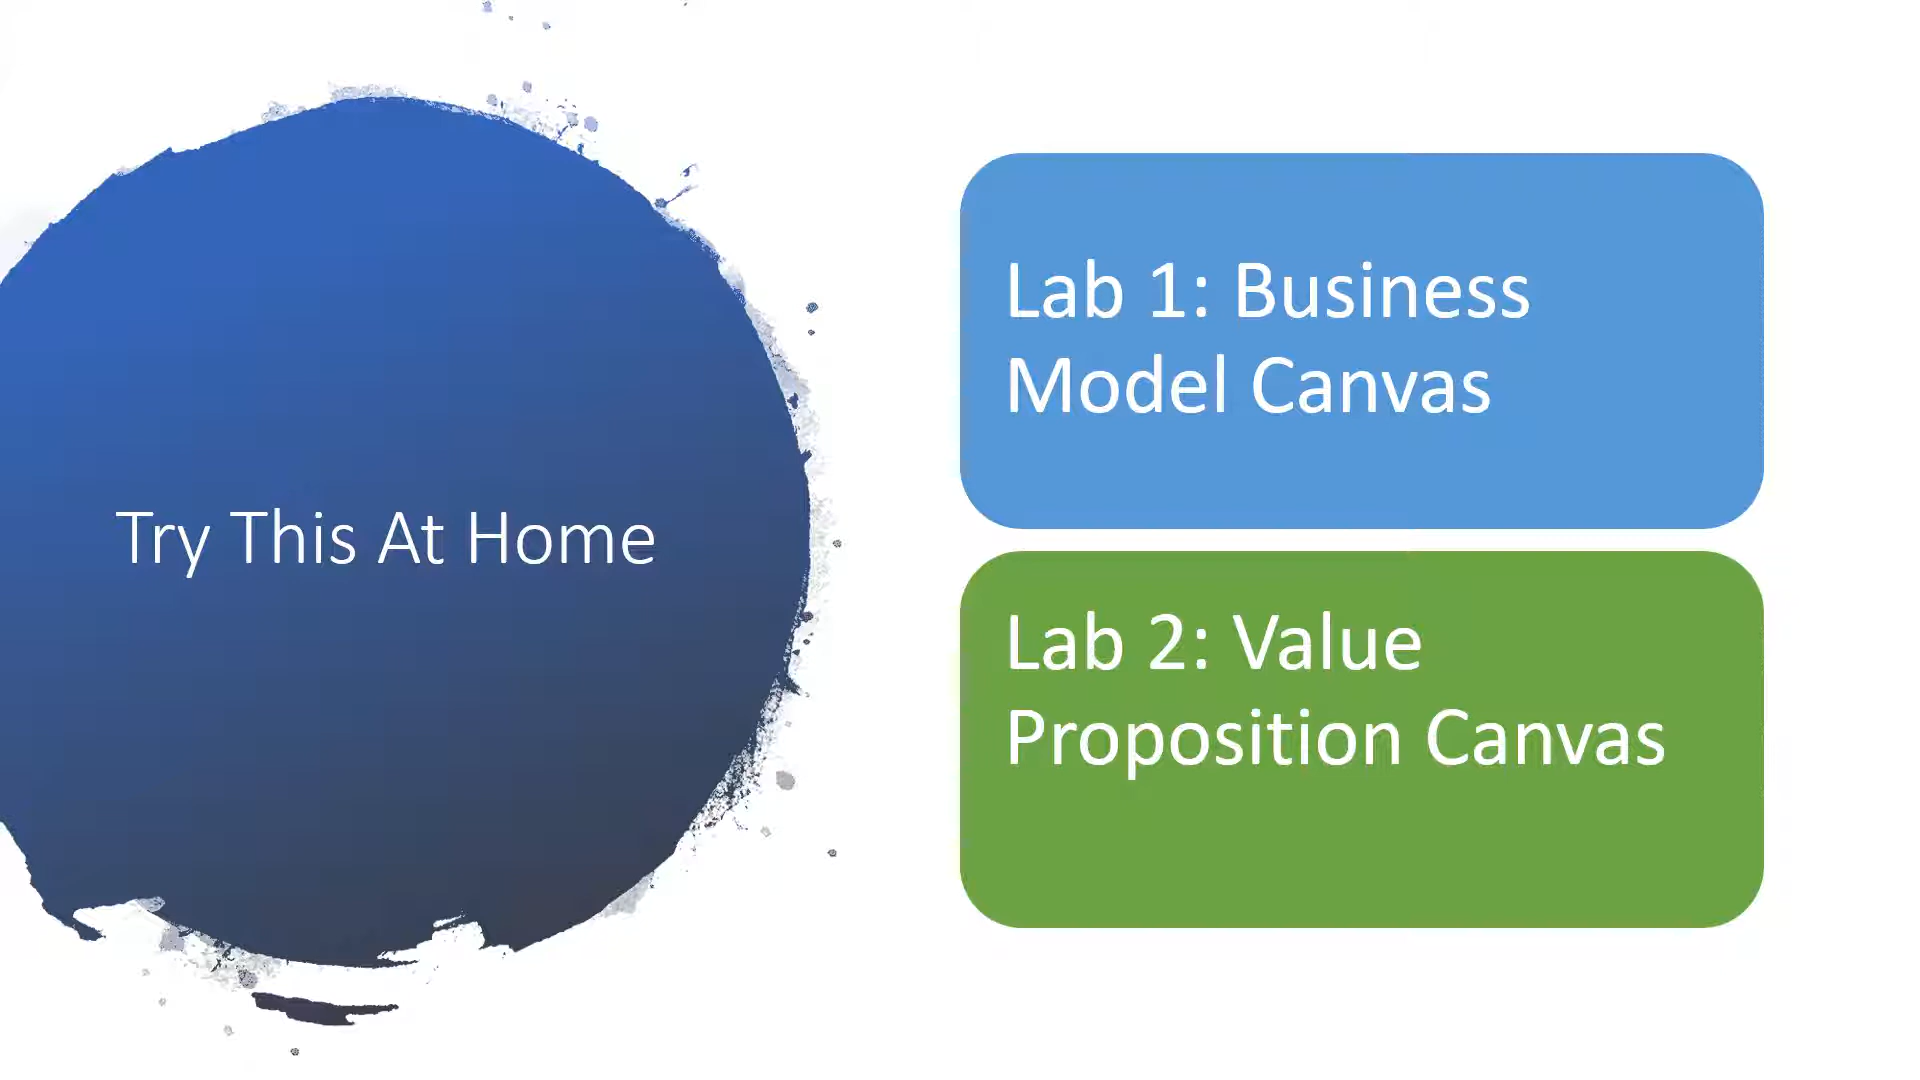 Try This At Home
Lab 1: Business
Model Canvas
Lab 2: Value
Proposition Canvas